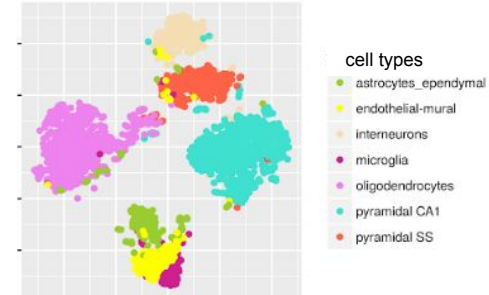 cell types
astrocytes_ependymal
endothelial-mural
interneurons
microglia
oligodendrocytes
pyramidal CA1
pyramidal SS